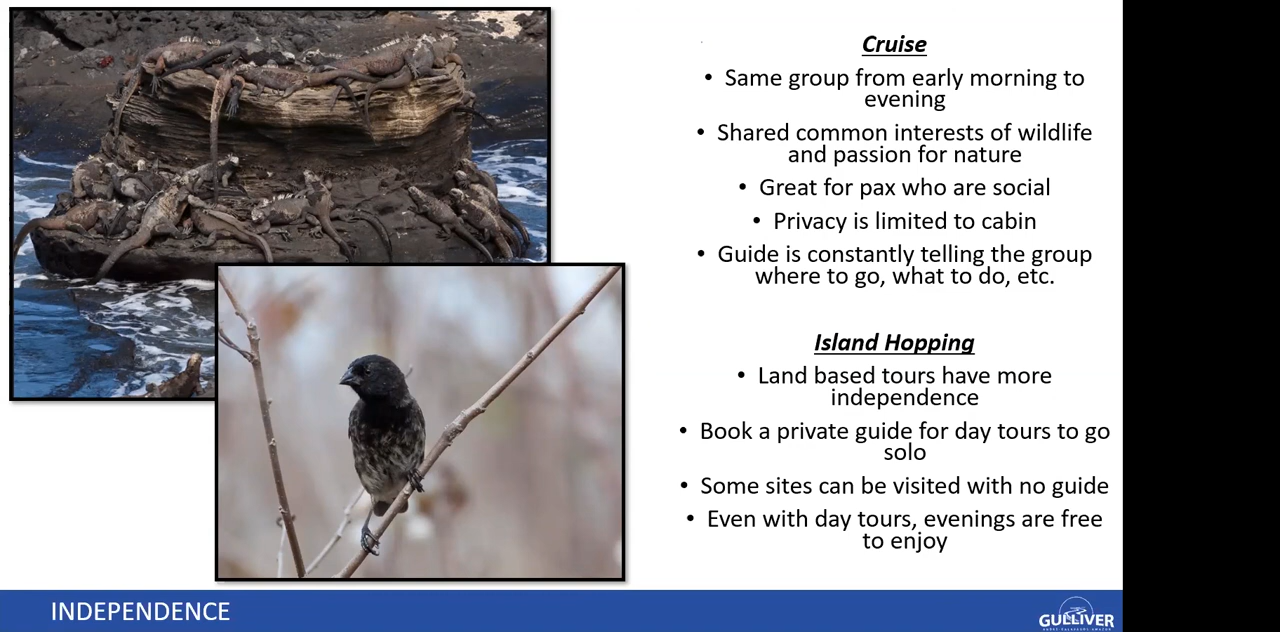 Cruise
• Same group from early morning to
evening
• Shared common interests of wildlife
and passion for nature
• Great for pax who are social
• Privacy is limited to cabin
• Guide is constantly telling the group
where to go, what to do, etc.
Island Hopping
• Land based tours have more
independence
• Book a private guide for day tours to go
solo
• Some sites can be visited with no guide
• Even with day tours, evenings are free
to enjoy
INDEPENDENCE
GULLIVER